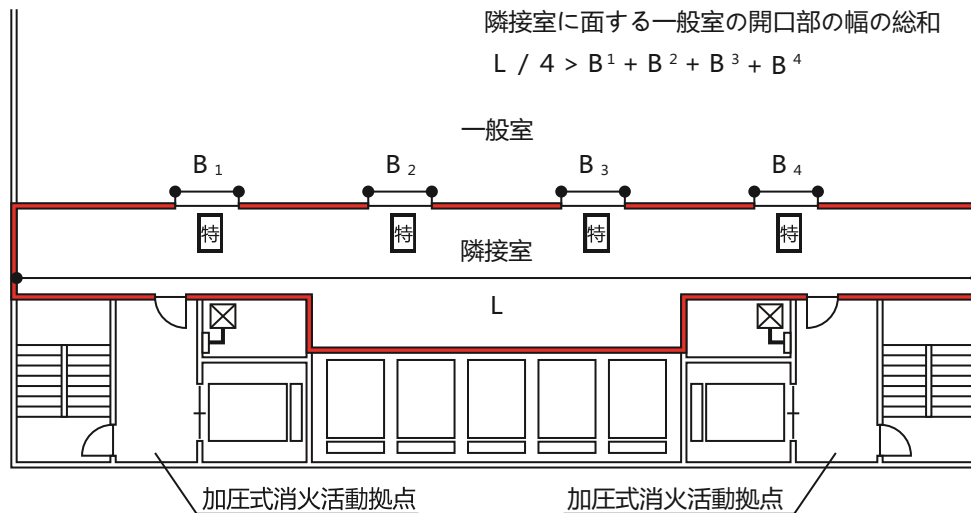 隣接室に面する一般室の開口部の幅の総和
L / 4 > B¹ + B² + B³ + B⁴
一般室
B₁ B₂ B₃ B₄
特 特 特 特
隣接室
L
加圧式消火活動拠点 加圧式消火活動拠点